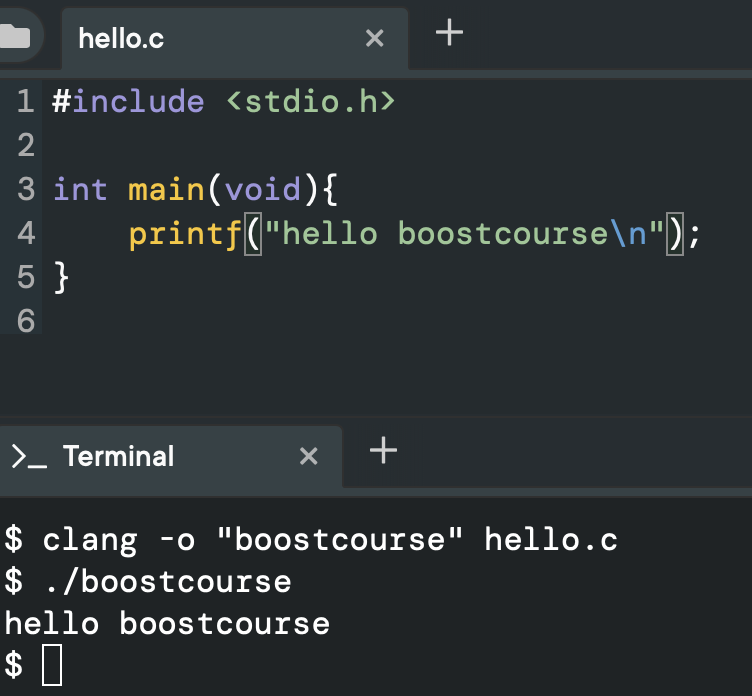 hello.c × +
1 #include <stdio.h>
2
3 int main(void){
4     printf("hello boostcourse\n");
5 }
6
>_ Terminal × +
$ clang -o "boostcourse" hello.c
$ ./boostcourse
hello boostcourse
$